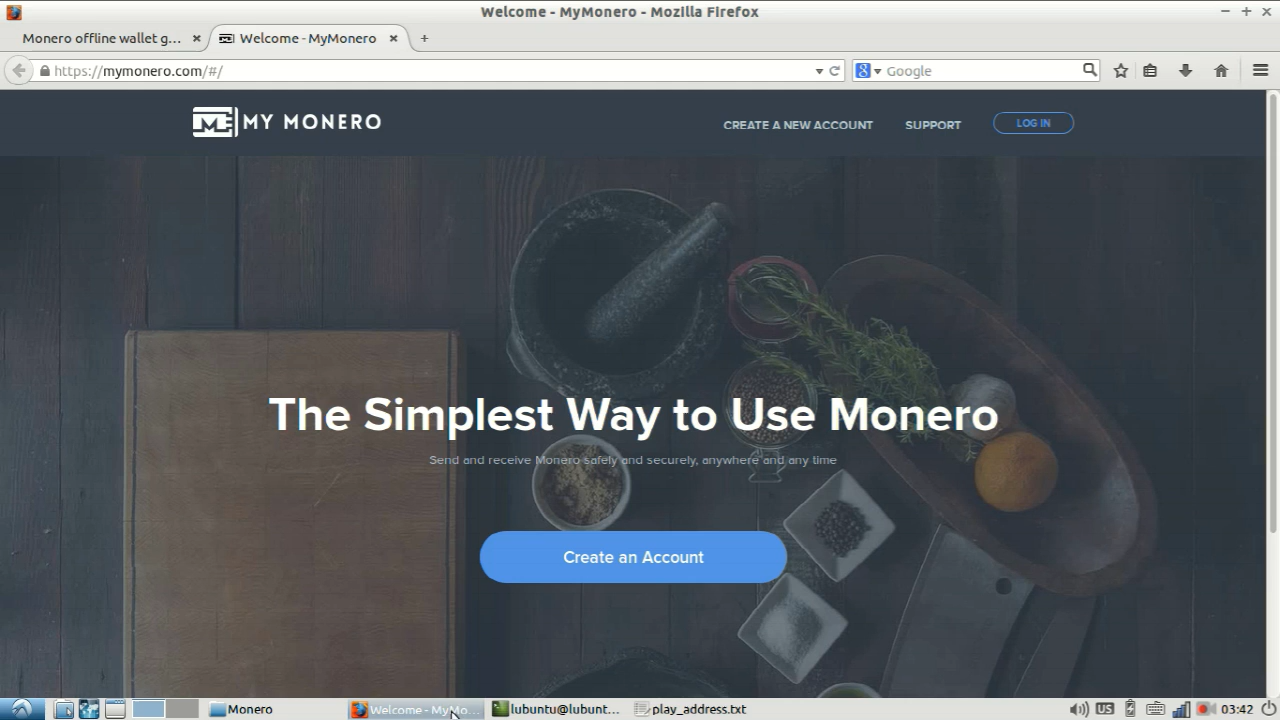 Welcome - MyMonero - Mozilla Firefox
Monero offline wallet g...
Welcome - MyMonero
https://mymonero.com/#/
Google
MY MONERO
CREATE A NEW ACCOUNT
SUPPORT
LOG IN
The Simplest Way to Use Monero
Send and receive Monero safely and securely, anywhere and any time
Create an Account
Monero
Welcome - MyMo...
lubuntu@lubunt...
play_address.txt
US
03:42